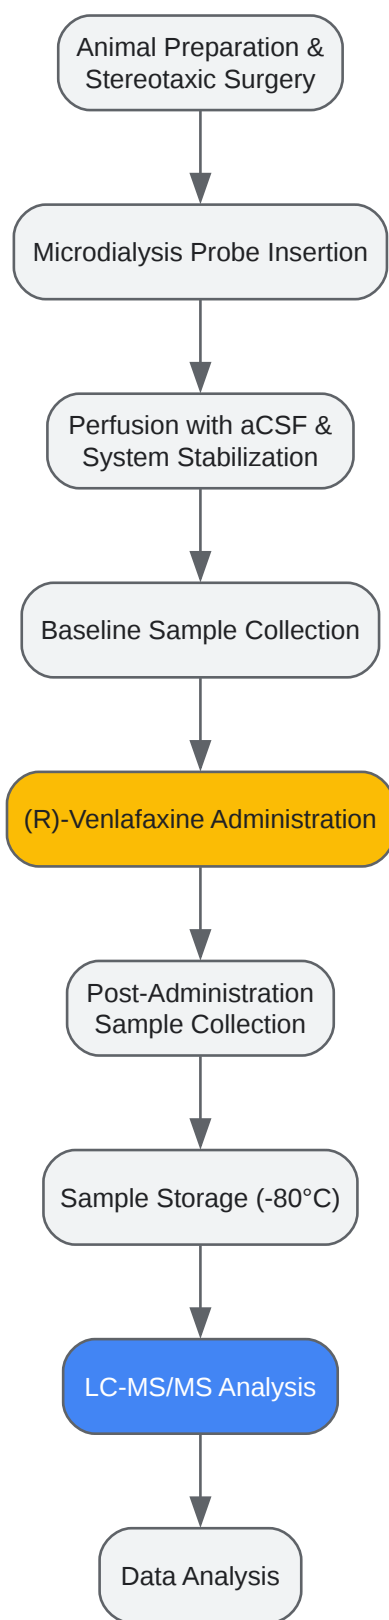 Animal Preparation &
Stereotaxic Surgery
Microdialysis Probe Insertion
Perfusion with aCSF &
System Stabilization
Baseline Sample Collection
(R)-Venlafaxine Administration
Post-Administration
Sample Collection
Sample Storage (-80°C)
LC-MS/MS Analysis
Data Analysis